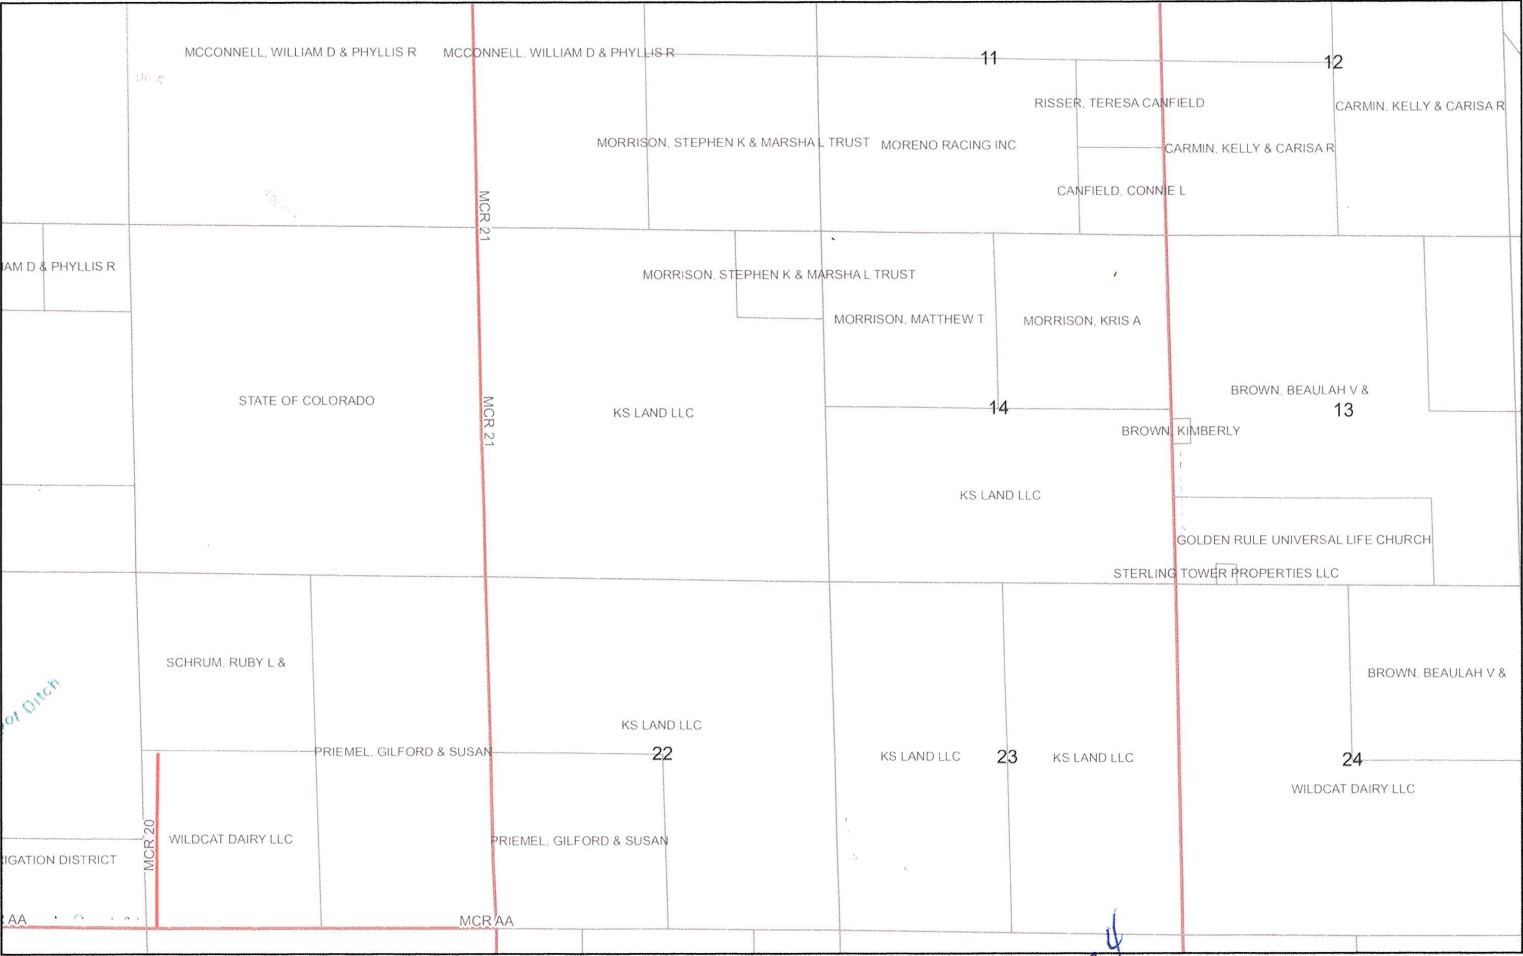 MCCONNELL, WILLIAM D & PHYLLIS R
MCCONNELL, WILLIAM D & PHYLLIS R
11
12
RISSER, TERESA CANFIELD
CARMIN, KELLY & CARISA R
MORRISON, STEPHEN K & MARSHA L TRUST
MORENO RACING INC
CARMIN, KELLY & CARISA R
CANFIELD, CONNIE L
MCR 21
IAM D & PHYLLIS R
MORRISON, STEPHEN K & MARSHA L TRUST
MORRISON, MATTHEW T
MORRISON, KRIS A
BROWN, BEAULAH V &
STATE OF COLORADO
MCR 21
KS LAND LLC
14
13
BROWN, KIMBERLY
KS LAND LLC
GOLDEN RULE UNIVERSAL LIFE CHURCH
STERLING TOWER PROPERTIES LLC
SCHRUM, RUBY L &
BROWN, BEAULAH V &
Ditch
KS LAND LLC
PRIEMEL, GILFORD & SUSAN
22
KS LAND LLC
23
KS LAND LLC
24
WILDCAT DAIRY LLC
MCR 20
WILDCAT DAIRY LLC
PRIEMEL, GILFORD & SUSAN
IGATION DISTRICT
AA
MCR AA